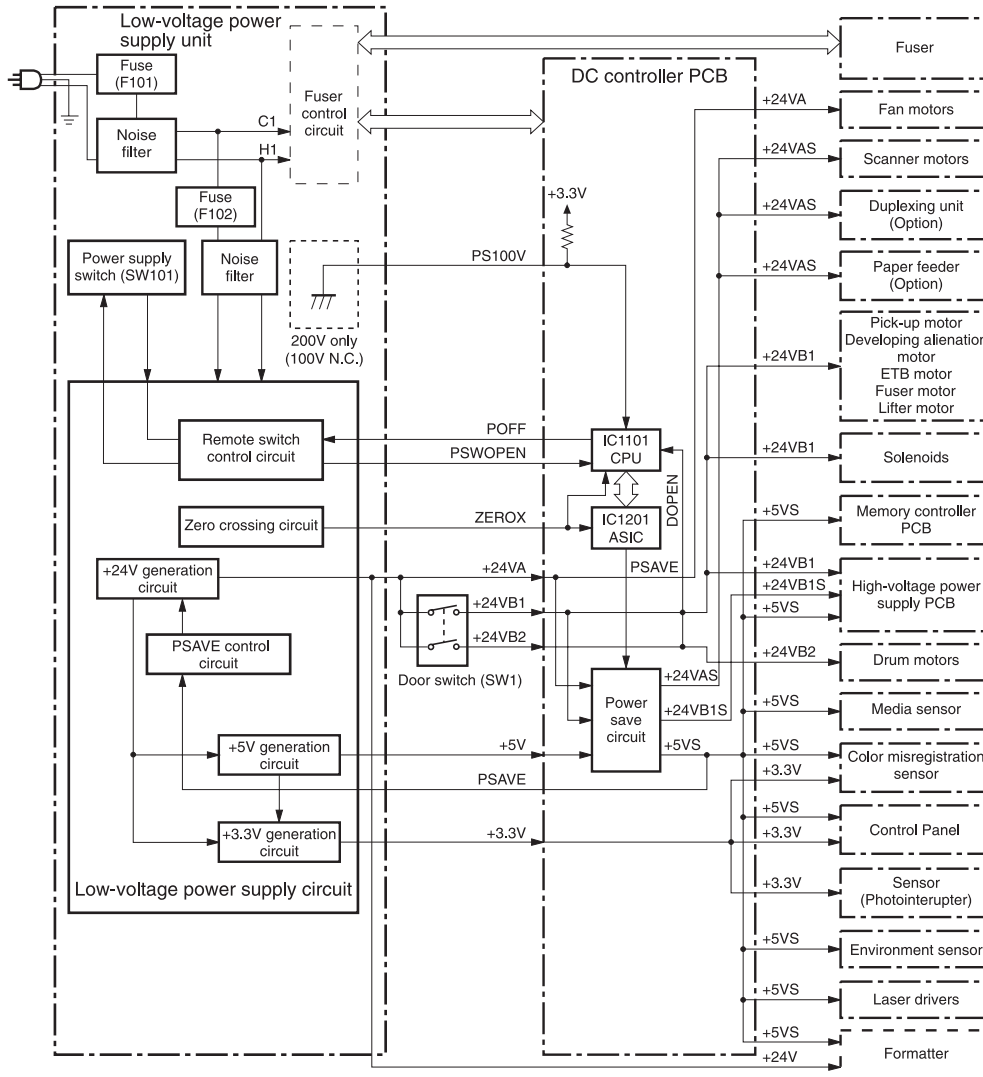 Low-voltage power
supply unit
Fuse
(F101)
Noise
filter
C1
H1
Fuser
control
circuit
Fuse
(F102)
Power supply
switch (SW101)
Noise
filter
200V only
(100V N.C.)
Remote switch
control circuit
Zero crossing circuit
+24V generation
circuit
PSAVE control
circuit
+5V generation
circuit
+3.3V generation
circuit
Low-voltage power supply circuit
PS100V
POFF
PSWOPEN
ZEROX
+24VA
+24VB1
+24VB2
Door switch (SW1)
+5V
PSAVE
+3.3V
DC controller PCB
+3.3V
IC1101
CPU
IC1201
ASIC
DOPEN
PSAVE
Power
save
circuit
+24VAS
+24VB1S
+5VS
Fuser
+24VA
Fan motors
+24VAS
Scanner motors
+24VAS
Duplexing unit
(Option)
+24VAS
Paper feeder
(Option)
+24VB1
Pick-up motor
Developing alienation
motor
ETB motor
Fuser motor
Lifter motor
+24VB1
Solenoids
+5VS
Memory controller
PCB
+24VB1
+24VB1S
+5VS
High-voltage power
supply PCB
+24VB2
Drum motors
+5VS
Media sensor
+5VS
+3.3V
Color misregistration
sensor
+5VS
+3.3V
Control Panel
+3.3V
Sensor
(Photointerupter)
+5VS
Environment sensor
+5VS
Laser drivers
+5VS
+24V
Formatter